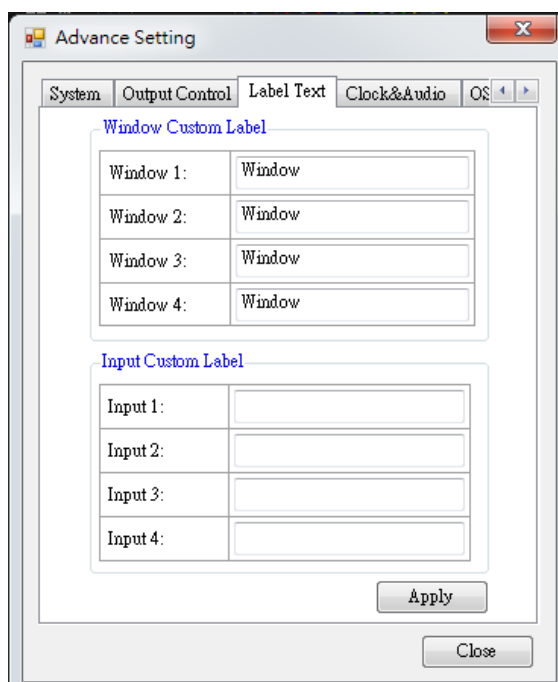 Advance Setting
System Output Control Label Text Clock&Audio OS
Window Custom Label
Window 1: Window
Window 2: Window
Window 3: Window
Window 4: Window
Input Custom Label
Input 1:
Input 2:
Input 3:
Input 4:
Apply
Close